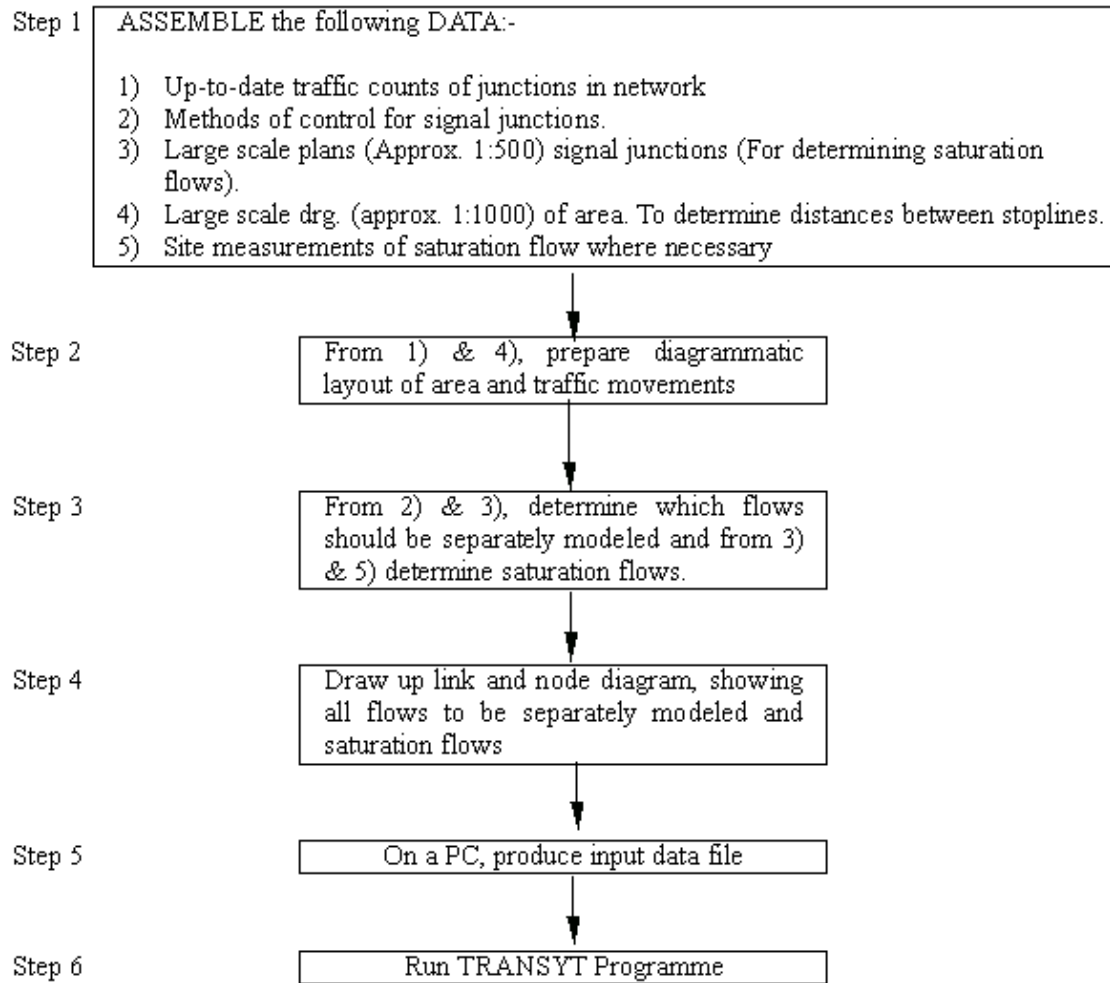 Step 1
ASSEMBLE the following DATA:-
1) Up-to-date traffic counts of junctions in network
2) Methods of control for signal junctions.
3) Large scale plans (Approx. 1:500) signal junctions (For determining saturation
flows).
4) Large scale drg. (approx. 1:1000) of area. To determine distances between stoplines.
5) Site measurements of saturation flow where necessary
Step 2
From 1) & 4), prepare diagrammatic
layout of area and traffic movements
Step 3
From 2) & 3), determine which flows
should be separately modeled and from 3)
& 5) determine saturation flows.
Step 4
Draw up link and node diagram, showing
all flows to be separately modeled and
saturation flows
Step 5
On a PC, produce input data file
Step 6
Run TRANSYT Programme